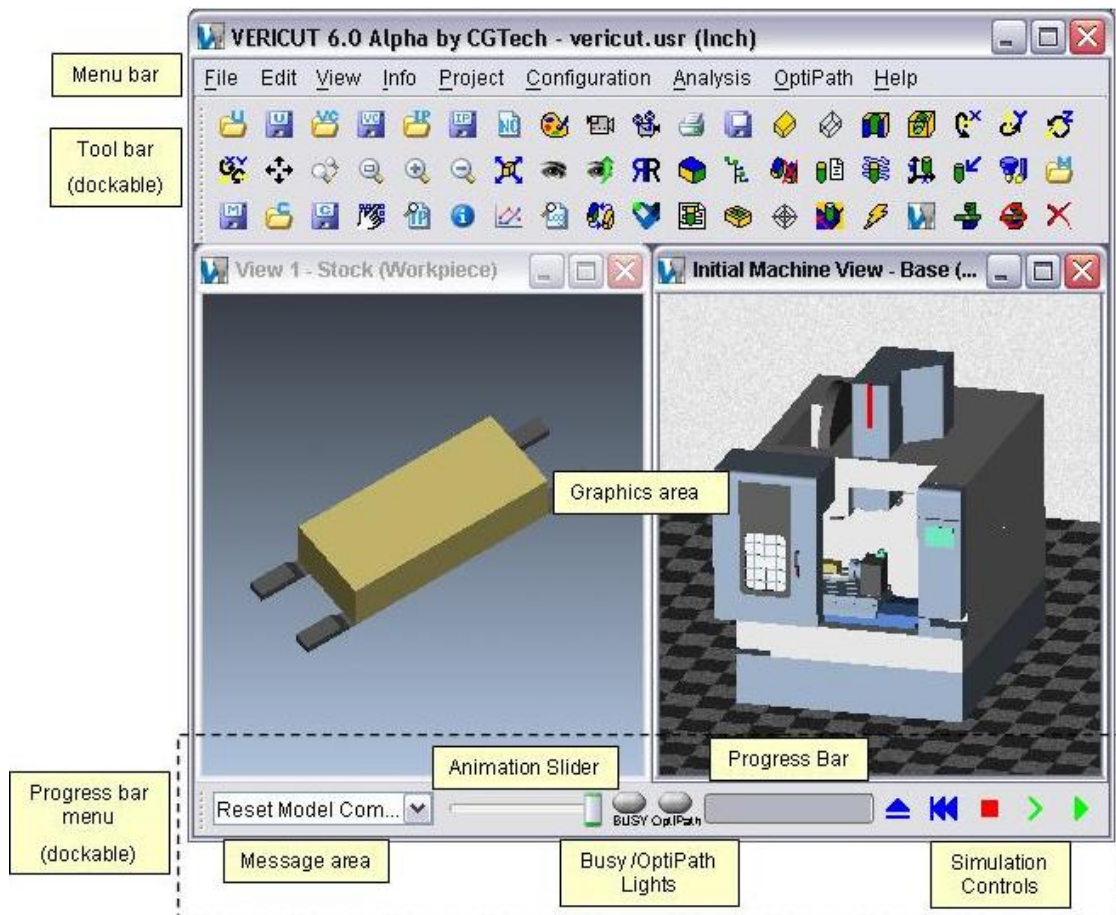 VERICUT 6.0 Alpha by CGTech - vericut.usr (Inch)
Menu bar
File Edit View Info Project Configuration Analysis OptiPath Help
Tool bar
(dockable)
View 1 - Stock (Workpiece)
Initial Machine View - Base (...
Graphics area
Animation Slider
Progress Bar
Progress bar
menu
(dockable)
Reset Model Com...
BUSY OptiPath
Message area
Busy /OptiPath
Lights
Simulation
Controls